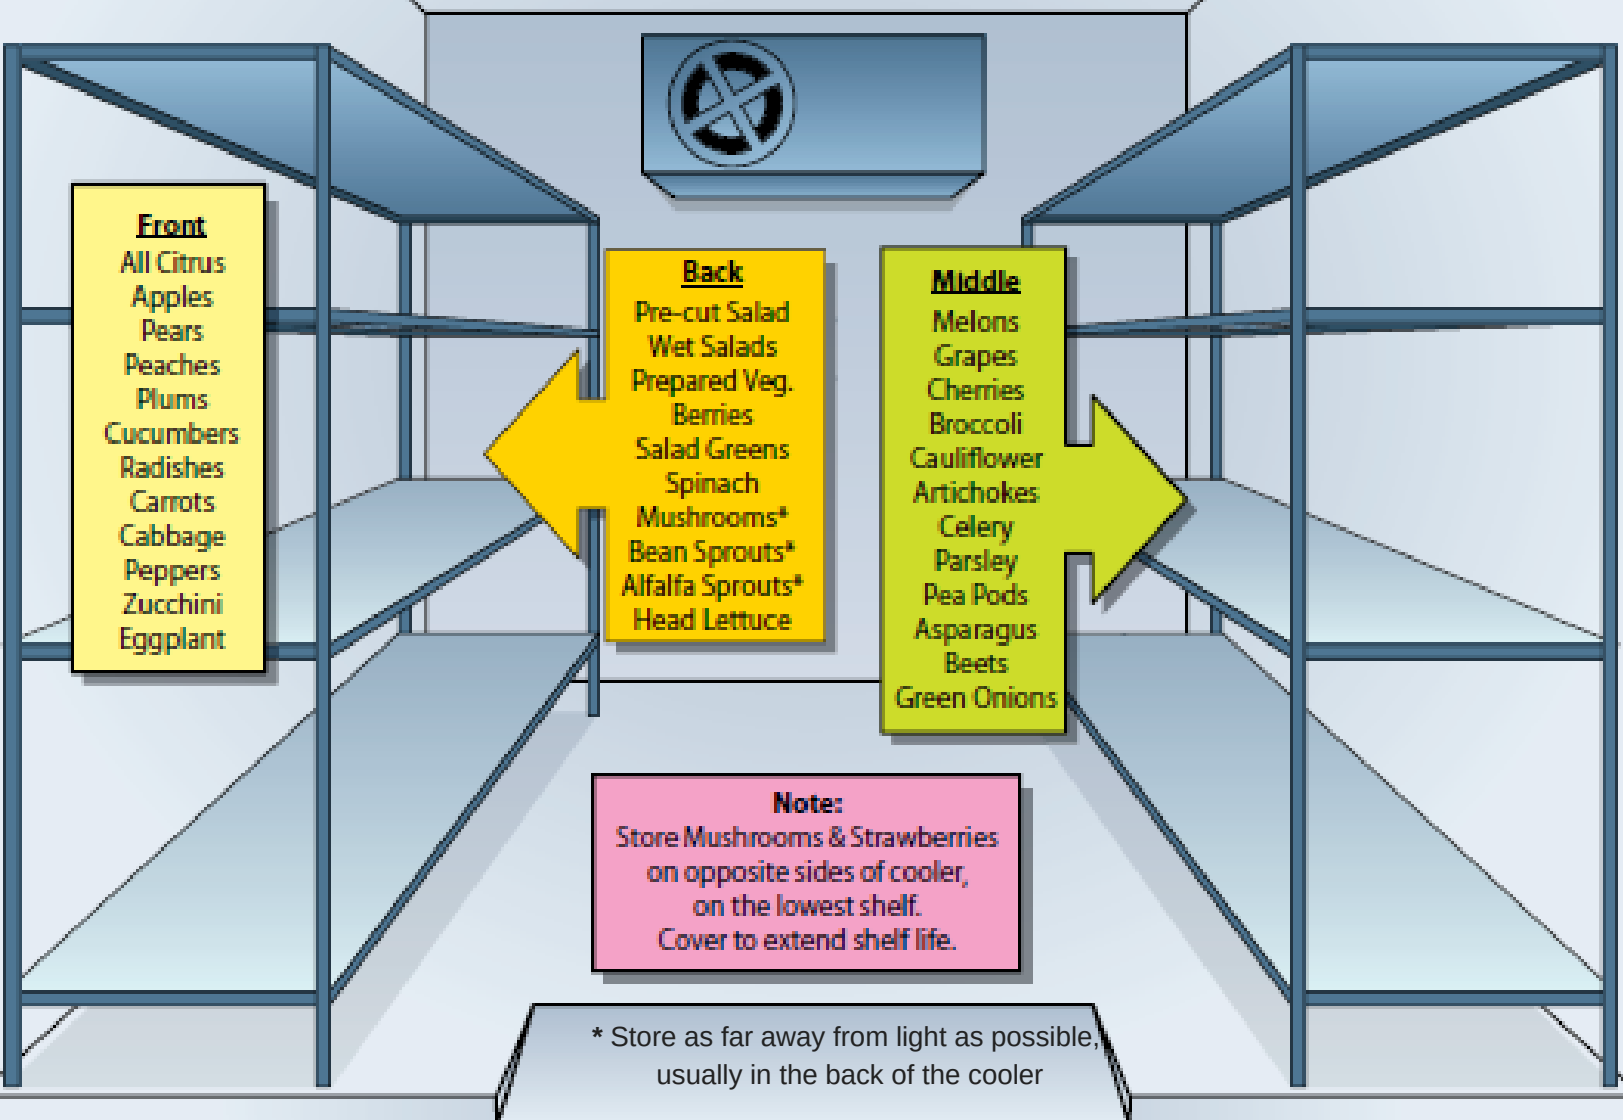 Front
All Citrus
Apples
Pears
Peaches
Plums
Cucumbers
Radishes
Carrots
Cabbage
Peppers
Zucchini
Eggplant
Back
Pre-cut Salad
Wet Salads
Prepared Veg.
Berries
Salad Greens
Spinach
Mushrooms*
Bean Sprouts*
Alfalfa Sprouts*
Head Lettuce
Middle
Melons
Grapes
Cherries
Broccoli
Cauliflower
Artichokes
Celery
Parsley
Pea Pods
Asparagus
Beets
Green Onions
Note:
Store Mushrooms & Strawberries
on opposite sides of cooler,
on the lowest shelf.
Cover to extend shelf life.
* Store as far away from light as possible,
usually in the back of the cooler